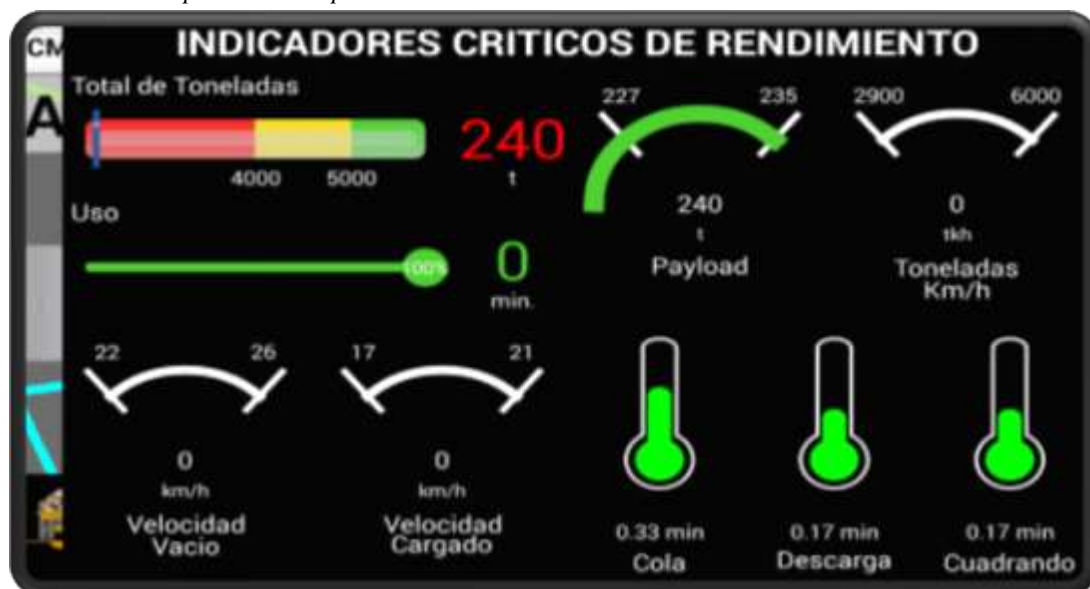 CM
INDICADORES CRITICOS DE RENDIMIENTO
A
Total de Toneladas
4000 5000
240
t
227 235
240
t
Payload
2900 6000
0
tkh
Toneladas
Km/h
Uso
100%
0
min.
22 26
0
km/h
Velocidad
Vacio
17 21
0
km/h
Velocidad
Cargado
0.33 min
Cola
0.17 min
Descarga
0.17 min
Cuadrando